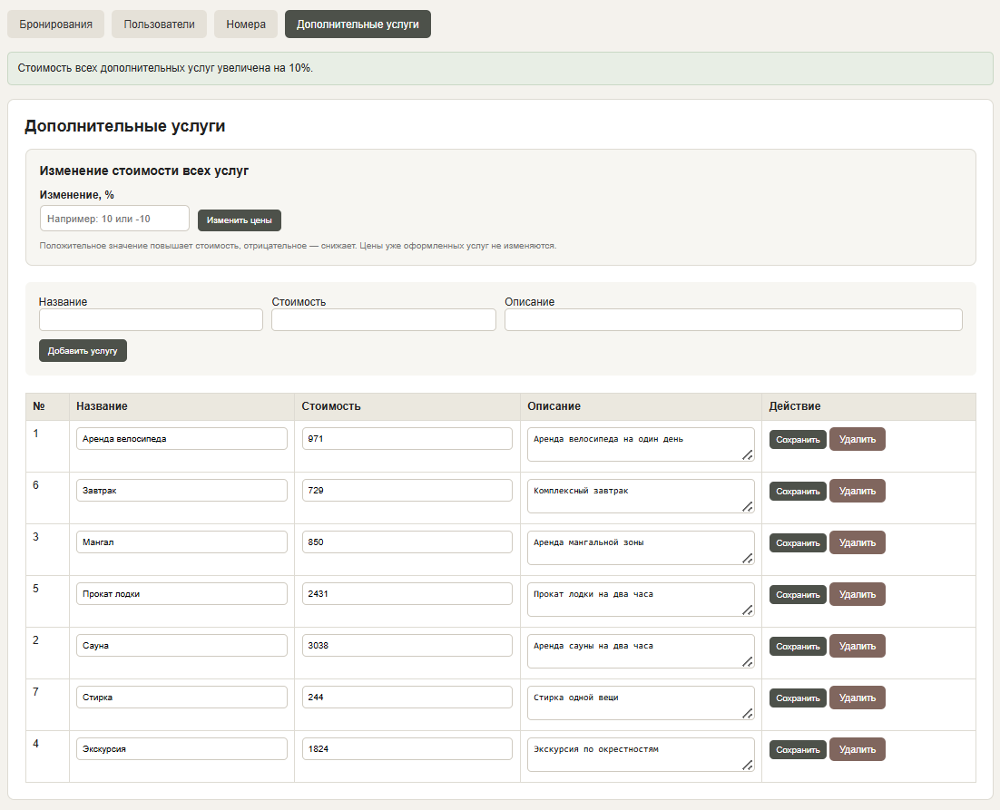 Бронирования Пользователи Номера Дополнительные услуги
Стоимость всех дополнительных услуг увеличена на 10%.
Дополнительные услуги
Изменение стоимости всех услуг
Изменение, %
Например: 10 или -10 Изменить цены
Положительное значение повышает стоимость, отрицательное — снижает. Цены уже оформленных услуг не изменяются.
Название Стоимость Описание
Добавить услугу
№ Название Стоимость Описание Действие
1 Аренда велосипеда 971 Аренда велосипеда на один день Сохранить Удалить
6 Завтрак 729 Комплексный завтрак Сохранить Удалить
3 Мангал 850 Аренда мангальной зоны Сохранить Удалить
5 Прокат лодки 2431 Прокат лодки на два часа Сохранить Удалить
2 Сауна 3038 Аренда сауны на два часа Сохранить Удалить
7 Стирка 244 Стирка одной вещи Сохранить Удалить
4 Экскурсия 1824 Экскурсия по окрестностям Сохранить Удалить